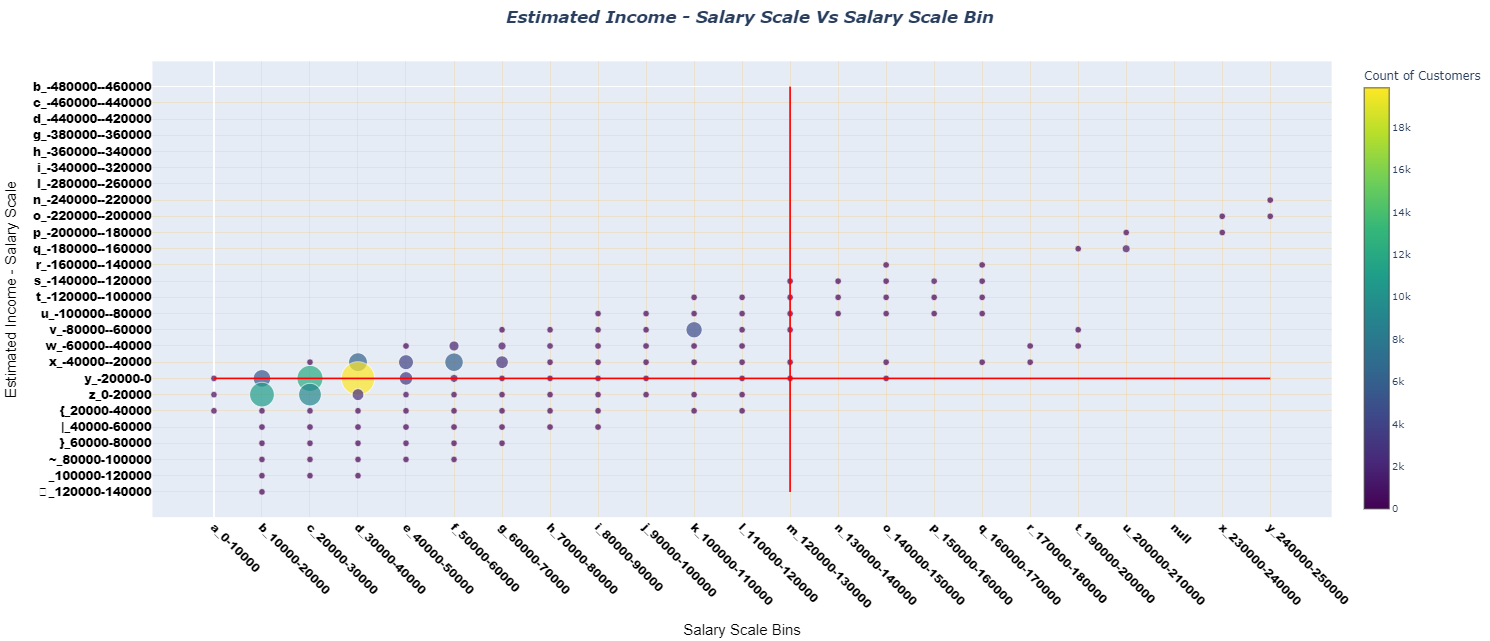 Estimated Income - Salary Scale Vs Salary Scale Bin
Estimated Income - Salary Scale
b_-480000--460000
c_-460000--440000
d_-440000--420000
g_-380000--360000
h_-360000--340000
i_-340000--320000
l_-280000--260000
n_-240000--220000
o_-220000--200000
p_-200000--180000
q_-180000--160000
r_-160000--140000
s_-140000--120000
t_-120000--100000
u_-100000--80000
v_-80000--60000
w_-60000--40000
x_-40000--20000
y_-20000-0
z_0-20000
{_20000-40000
|_40000-60000
}_60000-80000
~_80000-100000
_100000-120000
_120000-140000
a_0-10000
b_10000-20000
c_20000-30000
d_30000-40000
e_40000-50000
f_50000-60000
g_60000-70000
h_70000-80000
i_80000-90000
j_90000-100000
k_100000-110000
l_110000-120000
m_120000-130000
n_130000-140000
o_140000-150000
p_150000-160000
q_160000-170000
r_170000-180000
t_190000-200000
u_200000-210000
null
x_230000-240000
y_240000-250000
Salary Scale Bins
Count of Customers
18k
16k
14k
12k
10k
8k
6k
4k
2k
0